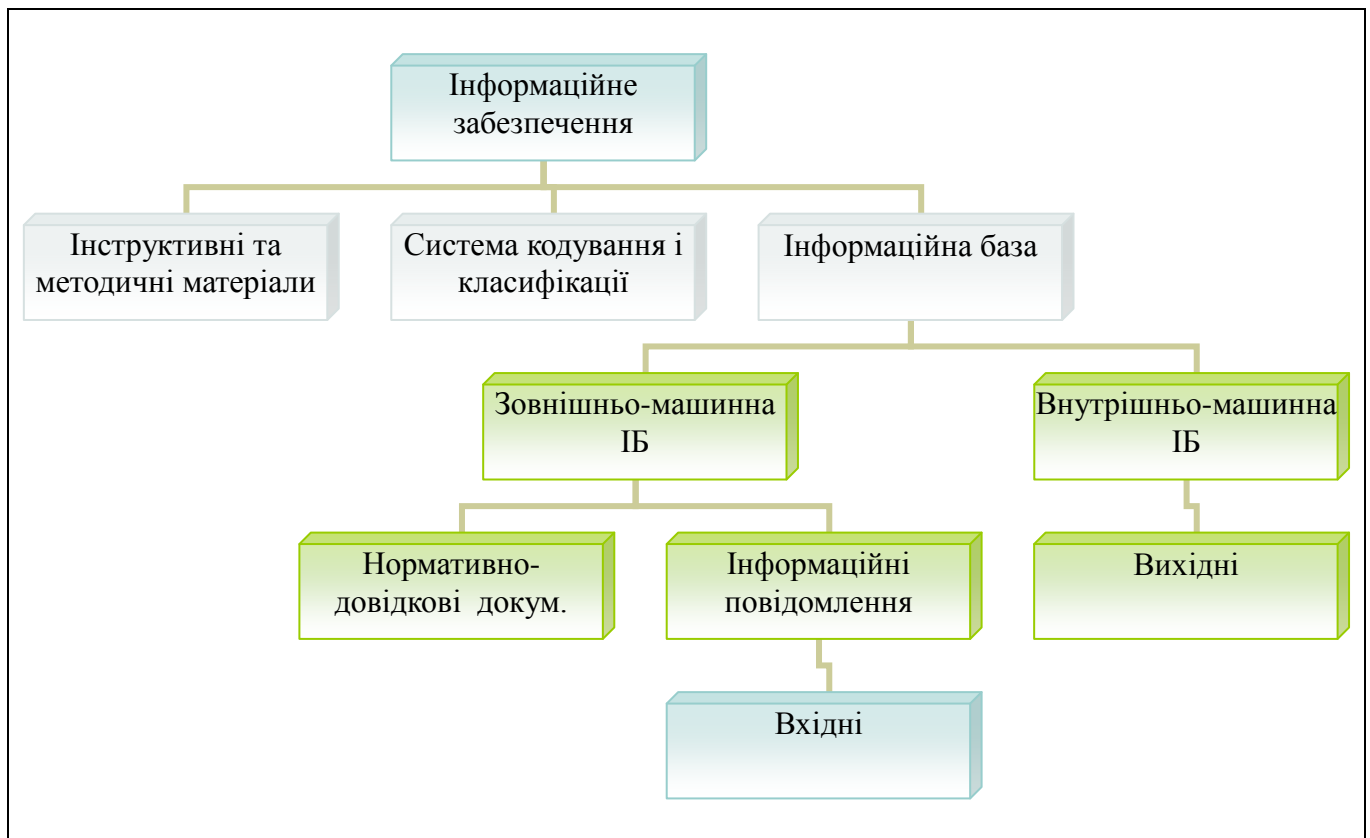 Інформаційне
забезпечення
Інструктивні та
методичні матеріали
Система кодування і
класифікації
Інформаційна база
Зовнішньо-машинна
ІБ
Внутрішньо-машинна
ІБ
Нормативно-
довідкові докум.
Інформаційні
повідомлення
Вихідні
Вхідні